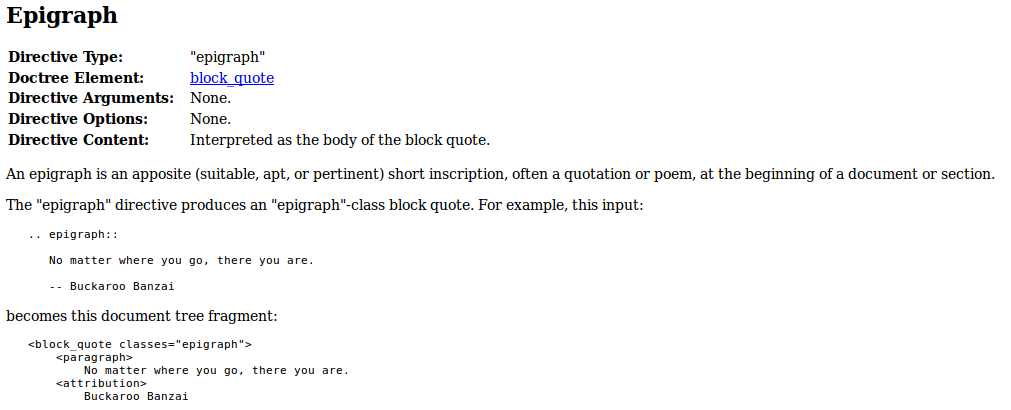 Epigraph
Directive Type: "epigraph"
Doctree Element: block_quote
Directive Arguments: None.
Directive Options: None.
Directive Content: Interpreted as the body of the block quote.
An epigraph is an apposite (suitable, apt, or pertinent) short inscription, often a quotation or poem, at the beginning of a document or section.
The "epigraph" directive produces an "epigraph"-class block quote. For example, this input:
.. epigraph::
No matter where you go, there you are.
-- Buckaroo Banzai
becomes this document tree fragment:
<block_quote classes="epigraph">
<paragraph>
No matter where you go, there you are.
<attribution>
Buckaroo Banzai